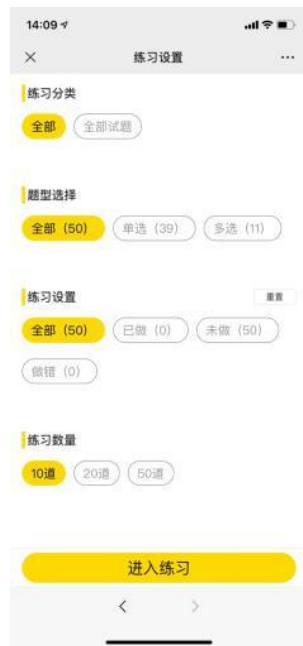 14:09
练习设置
练习分类
全部 全部试题
题型选择
全部（50） 单选（39） 多选（11）
练习设置 重置
全部（50） 已做（0） 未做（50）
做错（0）
练习数量
10道 20道 50道
进入练习